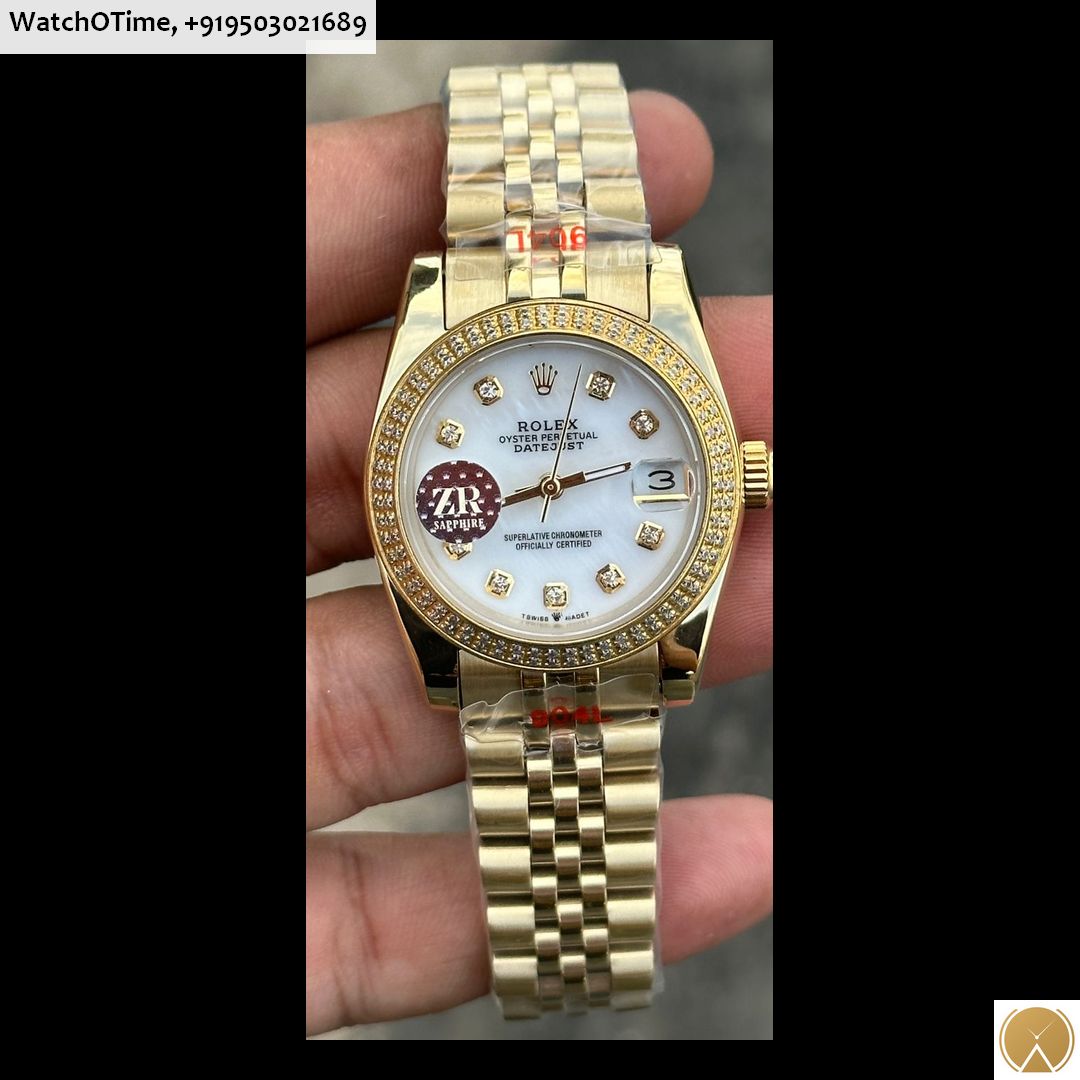 WatchOTime, +919503021689
904L
ROLEX
OYSTER PERPETUAL
DATEJUST
3
ZR
SAPPHIRE
SUPERLATIVE CHRONOMETER
OFFICIALLY CERTIFIED
904L